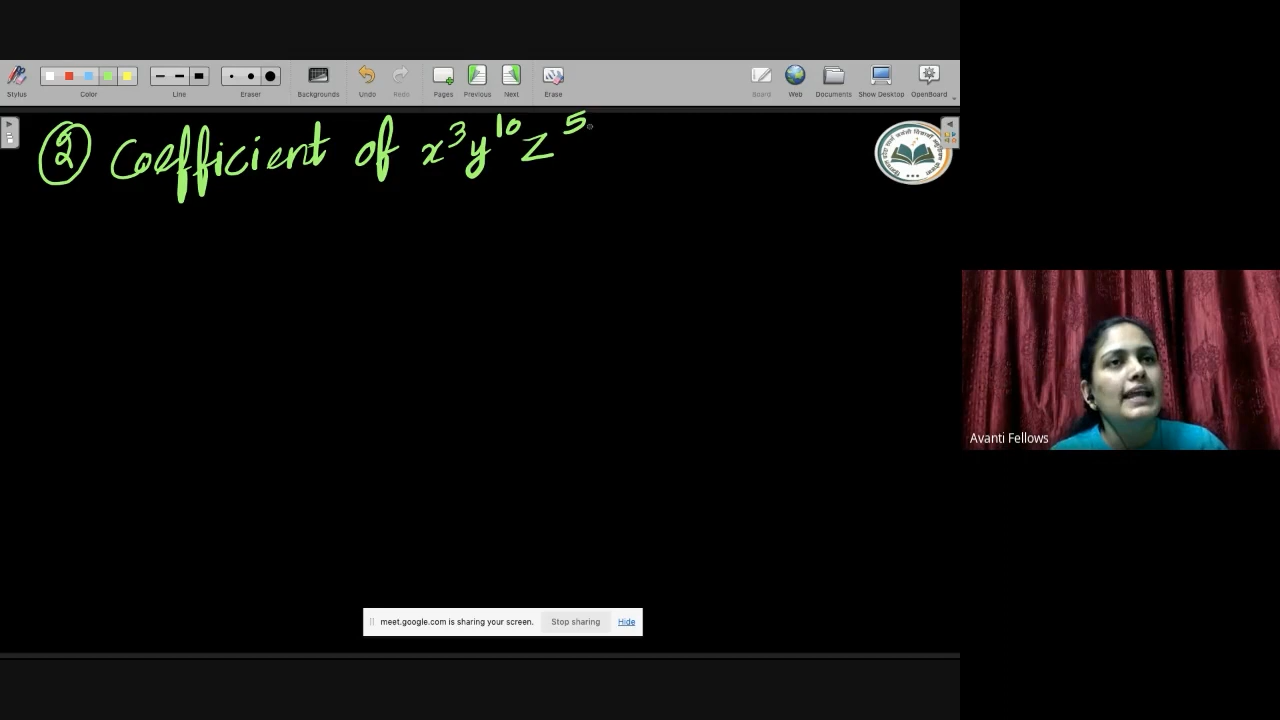 Stylus Color Line Eraser Backgrounds Undo Redo Pages Previous Next Erase Board Web Documents Show Desktop OpenBoard
② Coefficient of x³y¹⁰z⁵
Avanti Fellows
meet.google.com is sharing your screen. Stop sharing Hide